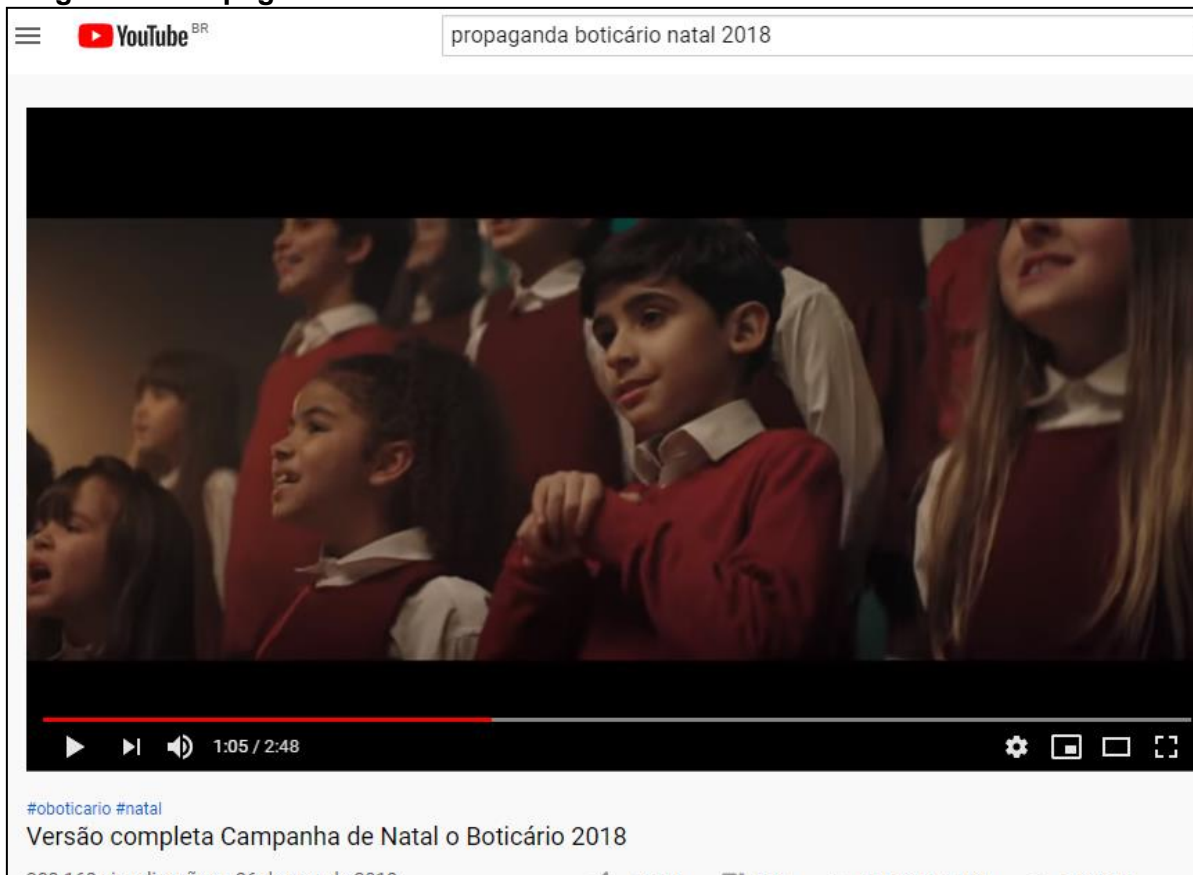 YouTube BR
propaganda boticário natal 2018
1:05 / 2:48
#oboticario #natal
Versão completa Campanha de Natal o Boticário 2018